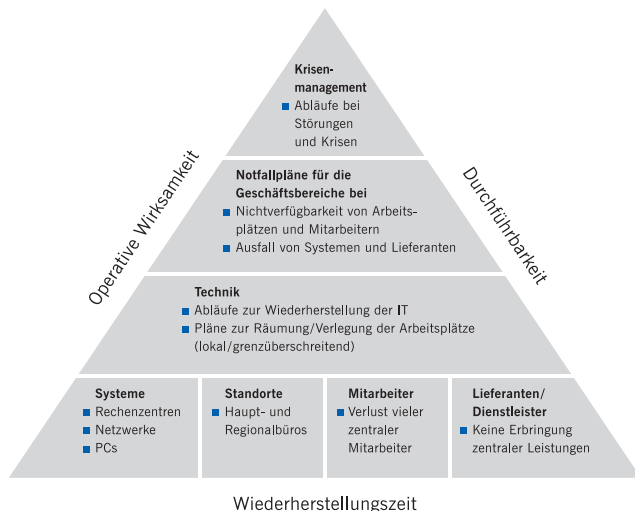 Krisen-
management
Abläufe bei
Störungen
und Krisen
Operative Wirksamkeit
Durchführbarkeit
Notfallpläne für die
Geschäftsbereiche bei
Nichtverfügbarkeit von Arbeits-
plätzen und Mitarbeitern
Ausfall von Systemen und Lieferanten
Technik
Abläufe zur Wiederherstellung der IT
Pläne zur Räumung/Verlegung der Arbeitsplätze
(lokal/grenzüberschreitend)
Systeme
Rechenzentren
Netzwerke
PCs
Standorte
Haupt- und
Regionalbüros
Mitarbeiter
Verlust vieler
zentraler
Mitarbeiter
Lieferanten/
Dienstleister
Keine Erbringung
zentraler Leistungen
Wiederherstellungszeit